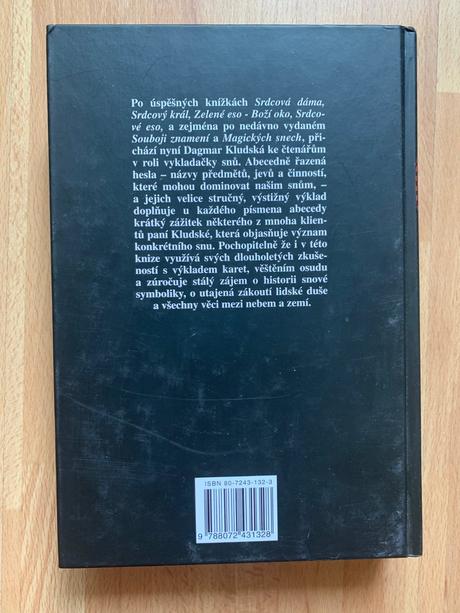 Po úspěšných knížkách Srdcová dáma,
Srdcový král, Zelené eso - Boží oko, Srdco-
vé eso, a zejména po nedávno vydaném
Souboji znamení a Magických snech, při-
chází nyní Dagmar Kludská ke čtenářům
v roli vykladačky snů. Abecedně řazená
hesla – názvy předmětů, jevů a činností,
které mohou dominovat našim snům, –
a jejich velice stručný, výstižný výklad
doplňuje u každého písmena abecedy
krátký zážitek některého z mnoha klien-
tů paní Kludské, která objasňuje význam
konkrétního snu. Pochopitelně že i v této
knize využívá svých dlouholetých zkuše-
ností s výkladem karet, věštěním osudu
a zúročuje stálý zájem o historii snové
symboliky, o utajená zákoutí lidské duše
a všechny věci mezi nebem a zemí.
ISBN 80-7243-132-3
9 788072 431328